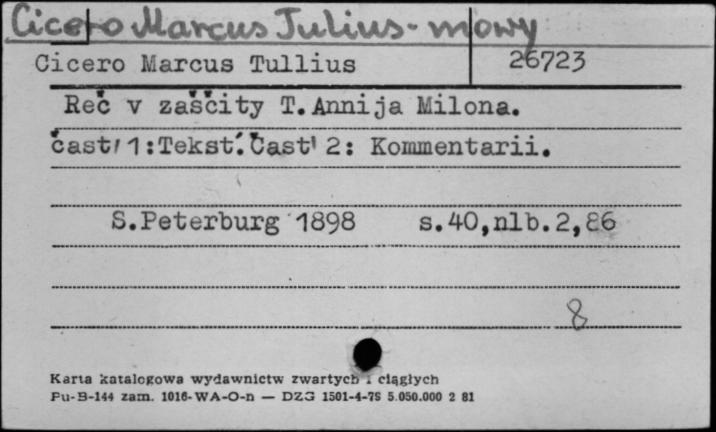 Cicero Marcus Julius - mowy
Cicero Marcus Tullius 26723
Reč v zaščity T.Annija Milona.
čast' 1:Tekst. Čast' 2: Kommentarii.
S.Peterburg 1898 s.40,nlb.2,86
8
Karta katalogowa wydawnictw zwartych i ciągłych
Pu-B-144 zam. 1016-WA-O-n — DZG 1501-4-78 5.050.000 2 81